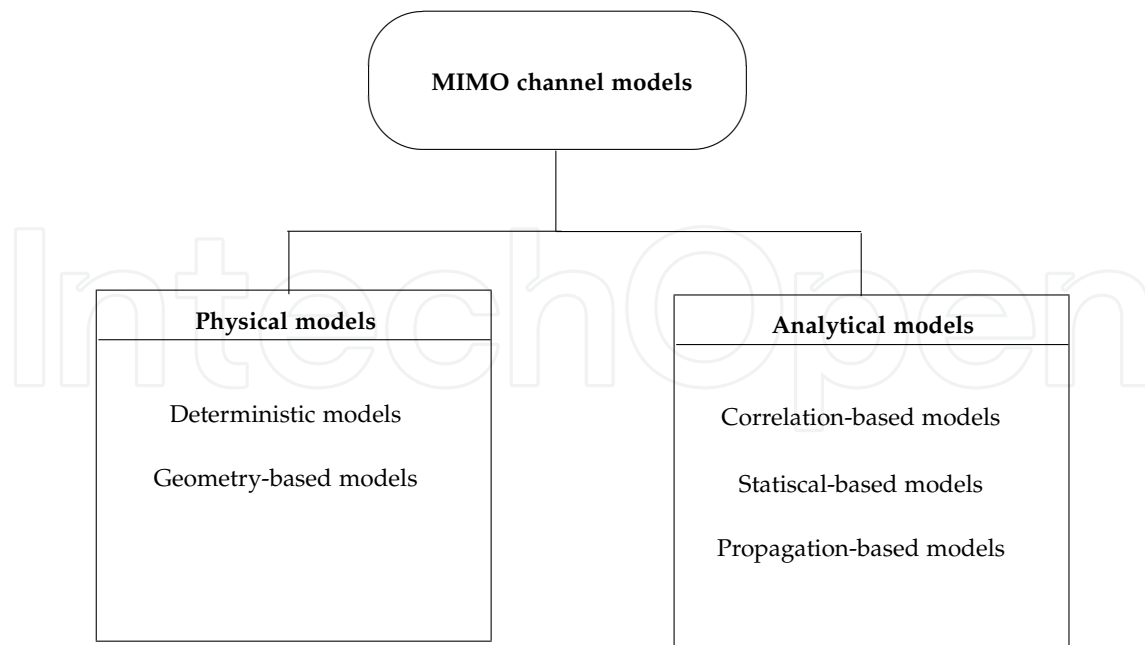 MIMO channel models
IntechOpen
Physical models
Deterministic models
Geometry-based models
Analytical models
Correlation-based models
Statiscal-based models
Propagation-based models